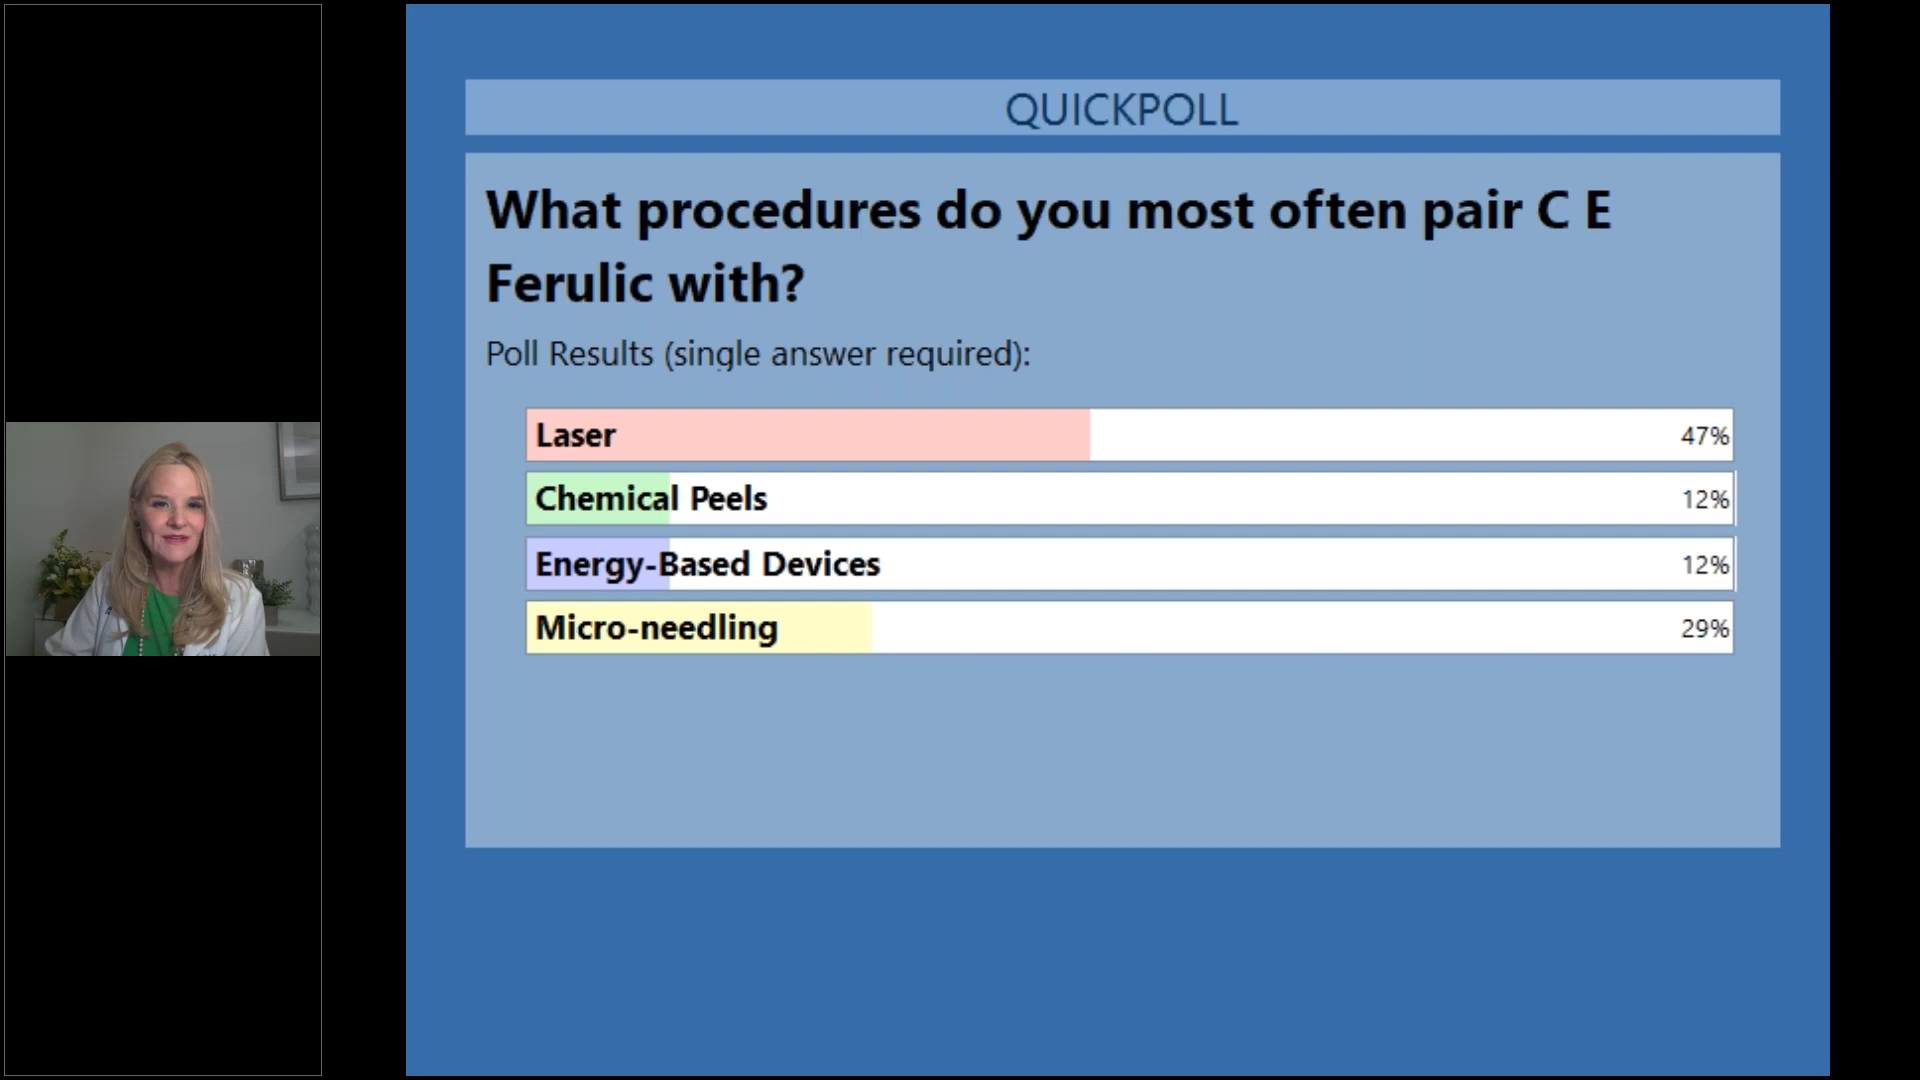 QUICKPOLL
What procedures do you most often pair C E
Ferulic with?
Poll Results (single answer required):
Laser 47%
Chemical Peels 12%
Energy-Based Devices 12%
Micro-needling 29%